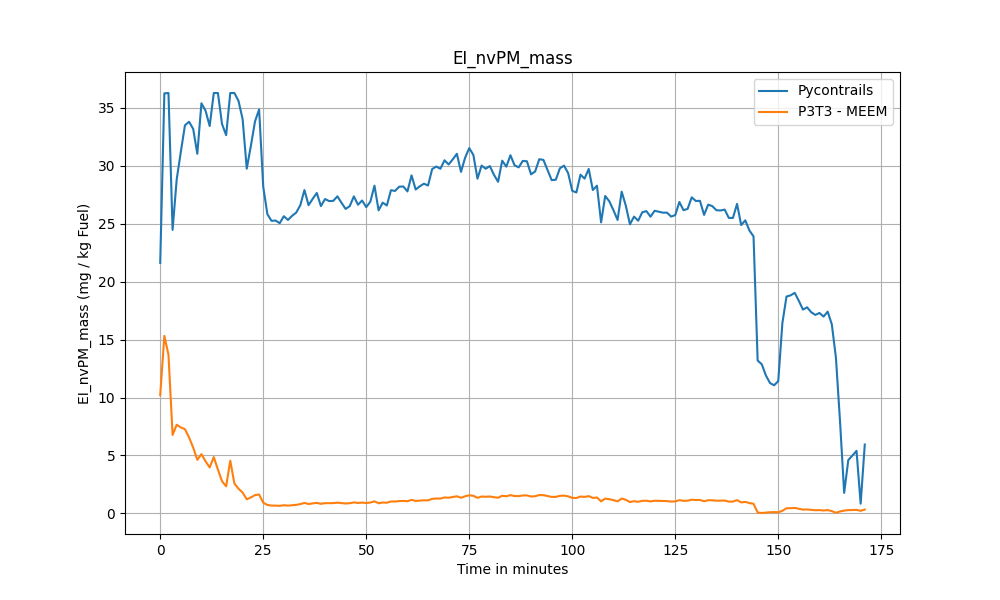 EI_nvPM_mass
Pycontrails
P3T3 - MEEM
EI_nvPM_mass (mg / kg Fuel)
35
30
25
20
15
10
5
0
0 25 50 75 100 125 150 175
Time in minutes